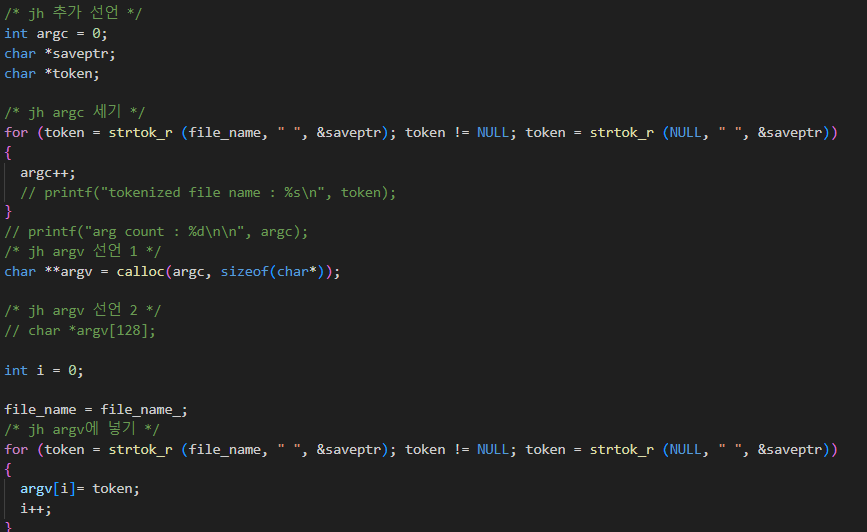 /* jh 추가 선언 */
int argc = 0;
char *saveptr;
char *token;

/* jh argc 세기 */
for (token = strtok_r (file_name, " ", &saveptr); token != NULL; token = strtok_r (NULL, " ", &saveptr))
{
  argc++;
  // printf("tokenized file name : %s\n", token);
}
// printf("arg count : %d\n\n", argc);
/* jh argv 선언 1 */
char **argv = calloc(argc, sizeof(char*));

/* jh argv 선언 2 */
// char *argv[128];

int i = 0;

file_name = file_name_;
/* jh argv에 넣기 */
for (token = strtok_r (file_name, " ", &saveptr); token != NULL; token = strtok_r (NULL, " ", &saveptr))
{
  argv[i]= token;
  i++;
}